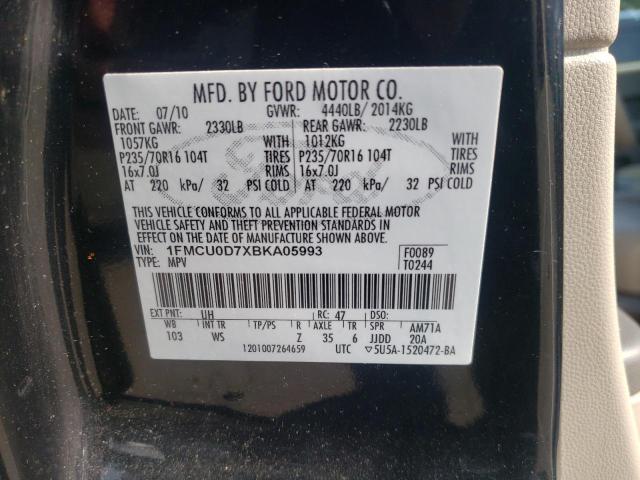 MFD. BY FORD MOTOR CO.
DATE: 07/10 GVWR: 4440LB/ 2014KG
FRONT GAWR: 2330LB REAR GAWR: 2230LB
1057KG WITH 1012KG WITH
P235/70R16 104T TIRES P235/70R16 104T TIRES
16x7.0J RIMS 16x7.0J RIMS
AT 220 kPa/ 32 PSI COLD AT 220 kPa/ 32 PSI COLD
THIS VEHICLE CONFORMS TO ALL APPLICABLE FEDERAL MOTOR
VEHICLE SAFETY AND THEFT PREVENTION STANDARDS IN
EFFECT ON THE DATE OF MANUFACTURE SHOWN ABOVE.
VIN: 1FMCU0D7XBKA05993 F0089
TYPE: MPV T0244
EXT PNT: UH RC: 47 DSO:
WB INT TR TP/PS R AXLE TR SPR AM71A
103 WS Z 35 6 JJDD 20A
1201007264659 UTC 5U5A-1520472-BA
Ford